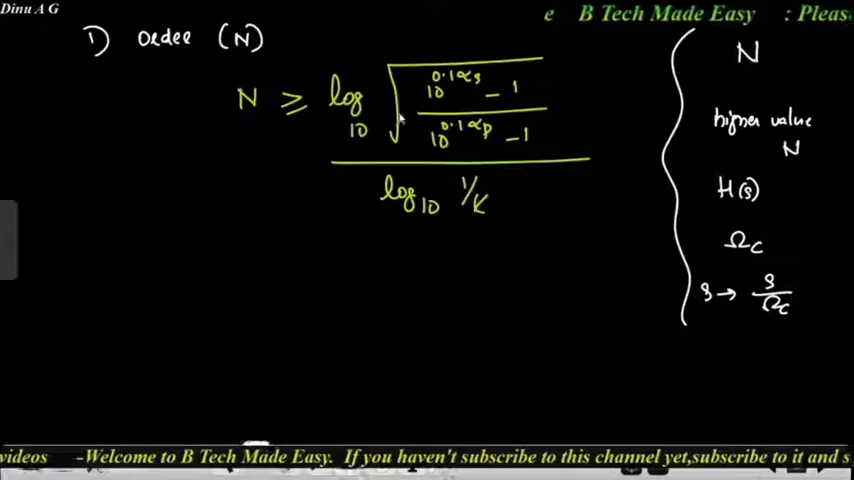 Dinu A G
e B Tech Made Easy : Pleas
1) order (N)
N ≥ log₁₀ √((10^0.1αs − 1)/(10^0.1αp − 1))
log₁₀ 1/K
N
higher value
N
H(s)
Ωc
s → s/Ωc
videos -Welcome to B Tech Made Easy. If you haven't subscribe to this channel yet,subscribe to it and s